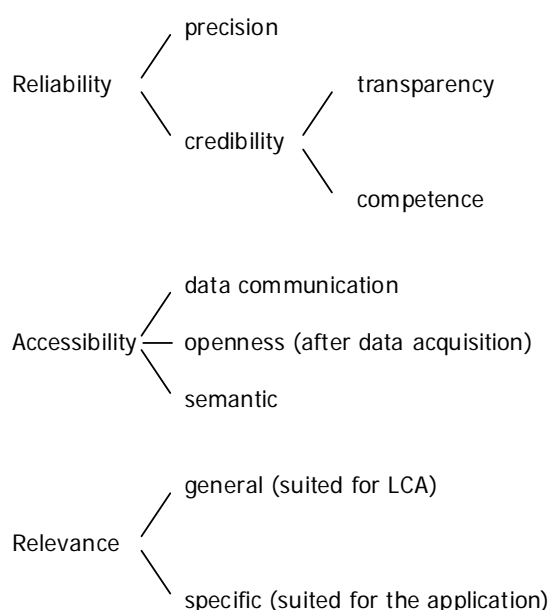 precision
Reliability
transparency
credibility
competence
data communication
Accessibility
openness (after data acquisition)
semantic
general (suited for LCA)
Relevance
specific (suited for the application)